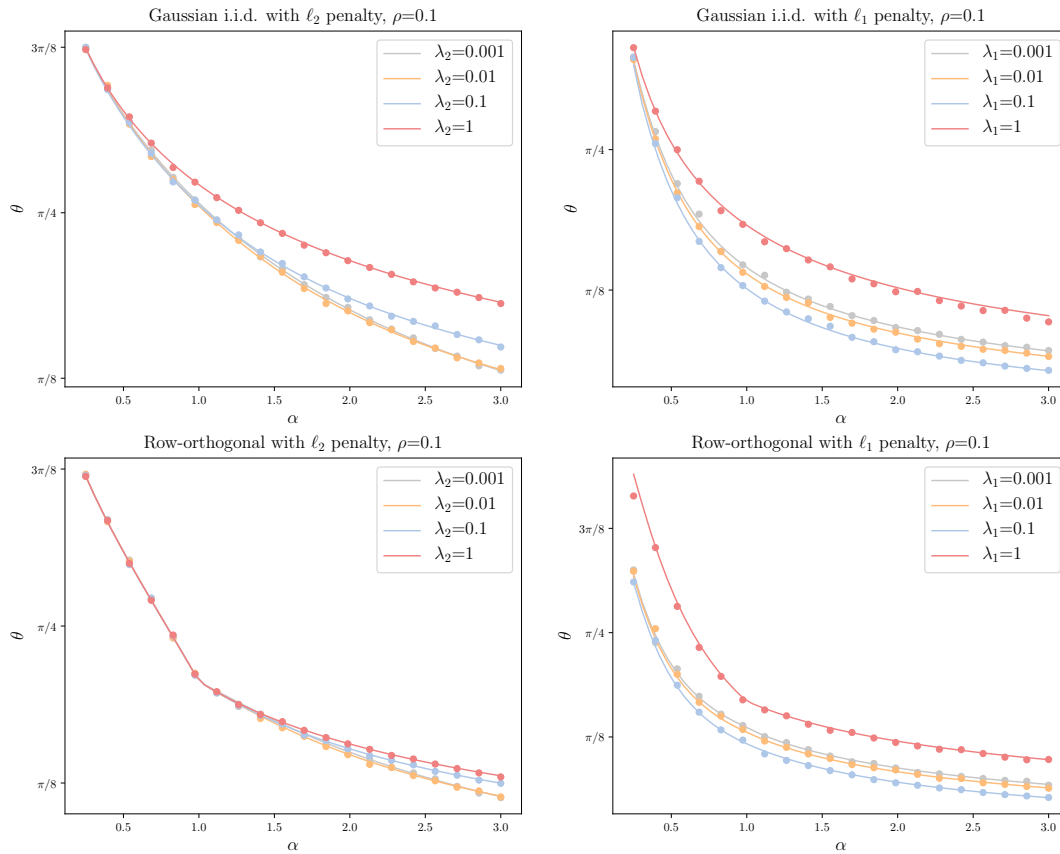 Gaussian i.i.d. with ℓ₂ penalty, ρ=0.1
3π/8
π/4
π/8
θ
λ₂=0.001
λ₂=0.01
λ₂=0.1
λ₂=1
0.5 1.0 1.5 2.0 2.5 3.0
α
Gaussian i.i.d. with ℓ₁ penalty, ρ=0.1
π/4
π/8
θ
λ₁=0.001
λ₁=0.01
λ₁=0.1
λ₁=1
0.5 1.0 1.5 2.0 2.5 3.0
α
Row-orthogonal with ℓ₂ penalty, ρ=0.1
3π/8
π/4
π/8
θ
λ₂=0.001
λ₂=0.01
λ₂=0.1
λ₂=1
0.5 1.0 1.5 2.0 2.5 3.0
α
Row-orthogonal with ℓ₁ penalty, ρ=0.1
3π/8
π/4
π/8
θ
λ₁=0.001
λ₁=0.01
λ₁=0.1
λ₁=1
0.5 1.0 1.5 2.0 2.5 3.0
α